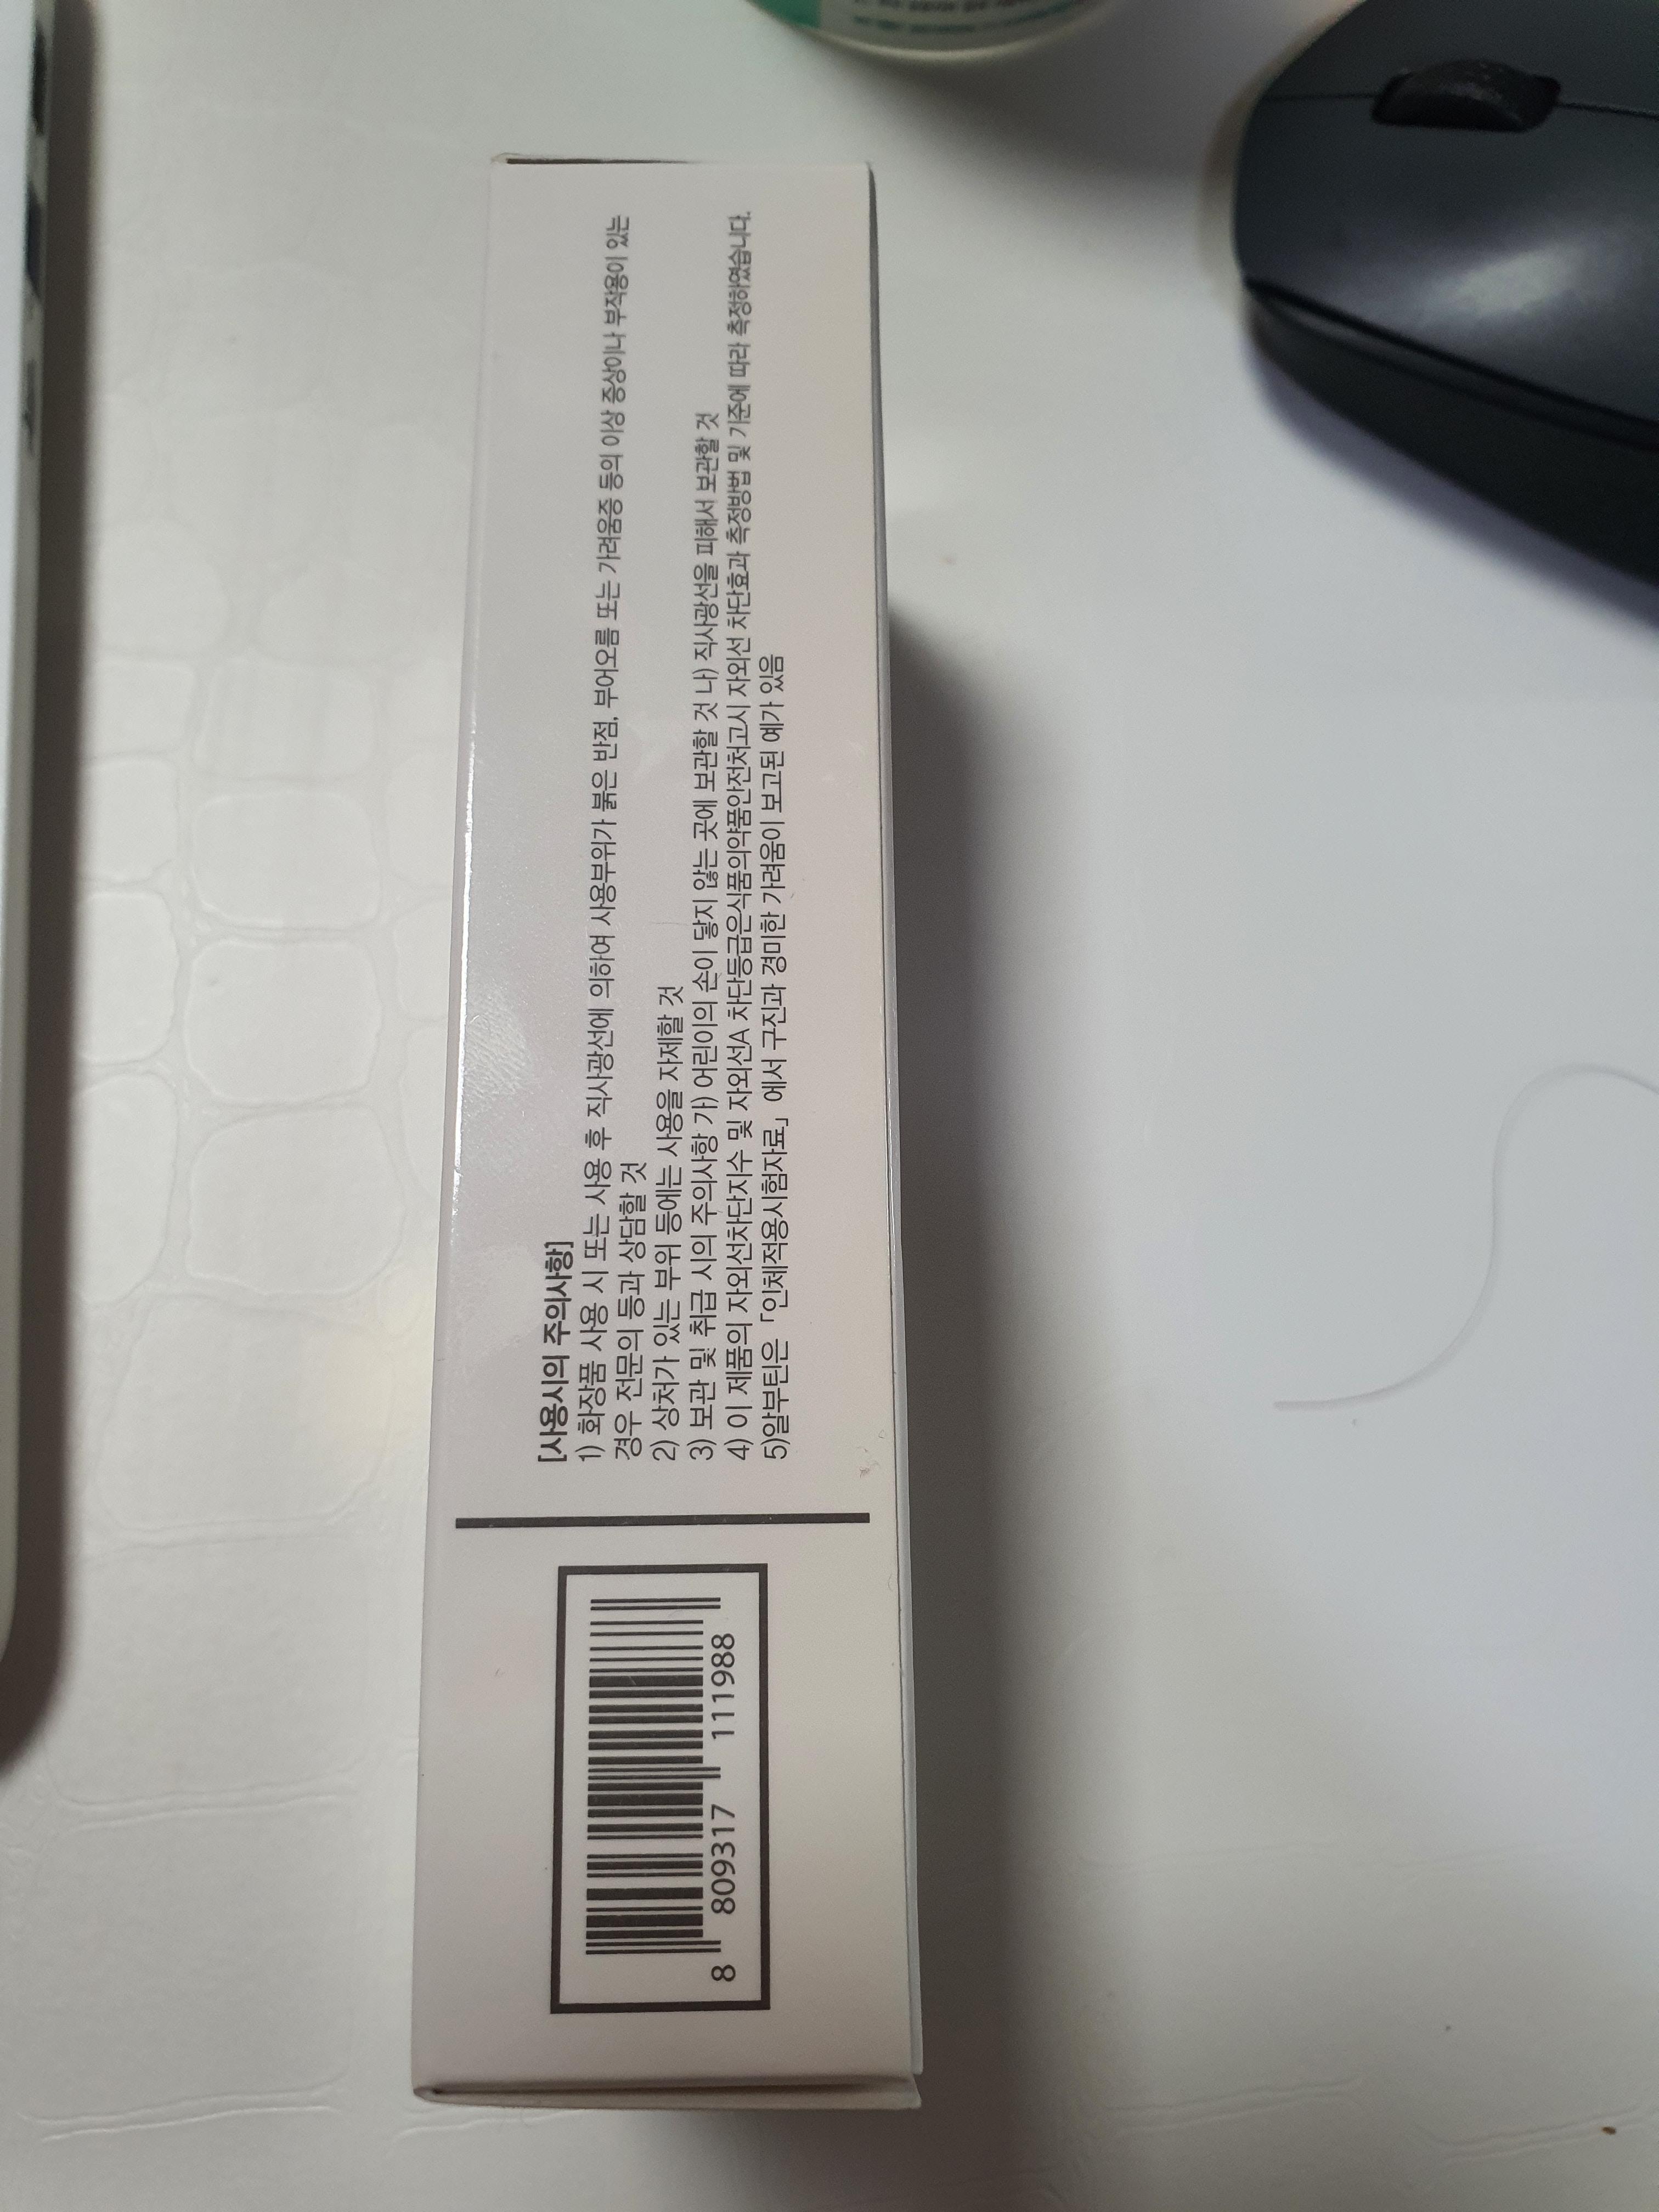 [사용시의 주의사항]
1) 화장품 사용 시 또는 사용 후 직사광선에 의하여 사용부위가 붉은 반점, 부어오름 또는 가려움증 등의 이상 증상이나 부작용이 있는
경우 전문의 등과 상담할 것
2) 상처가 있는 부위 등에는 사용을 자제할 것
3) 보관 및 취급 시의 주의사항 가) 어린이의 손이 닿지 않는 곳에 보관할 것 나) 직사광선을 피해서 보관할 것
4) 이 제품의 자외선차단지수 및 자외선A 차단등급은식품의약품안전처고시 자외선 차단효과 측정방법 및 기준에 따라 측정하였습니다.
5)알부틴은 「인체적용시험자료」 에서 구진과 경미한 가려움이 보고된 예가 있음
8 809317 111988